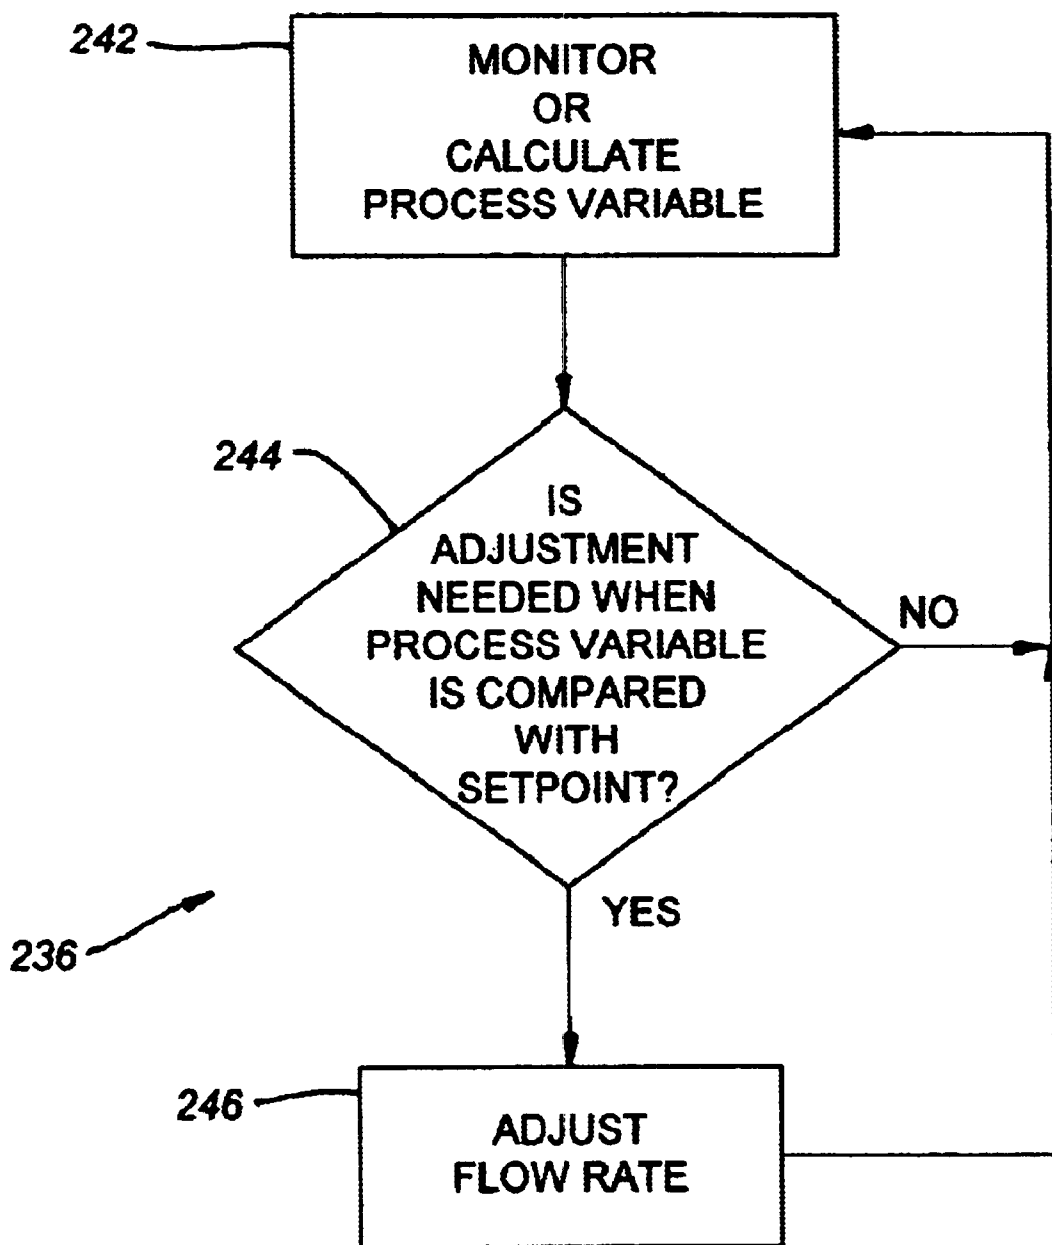 242
MONITOR
OR
CALCULATE
PROCESS VARIABLE
244
IS
ADJUSTMENT
NEEDED WHEN
PROCESS VARIABLE
IS COMPARED
WITH
SETPOINT?
NO
YES
236
246
ADJUST
FLOW RATE